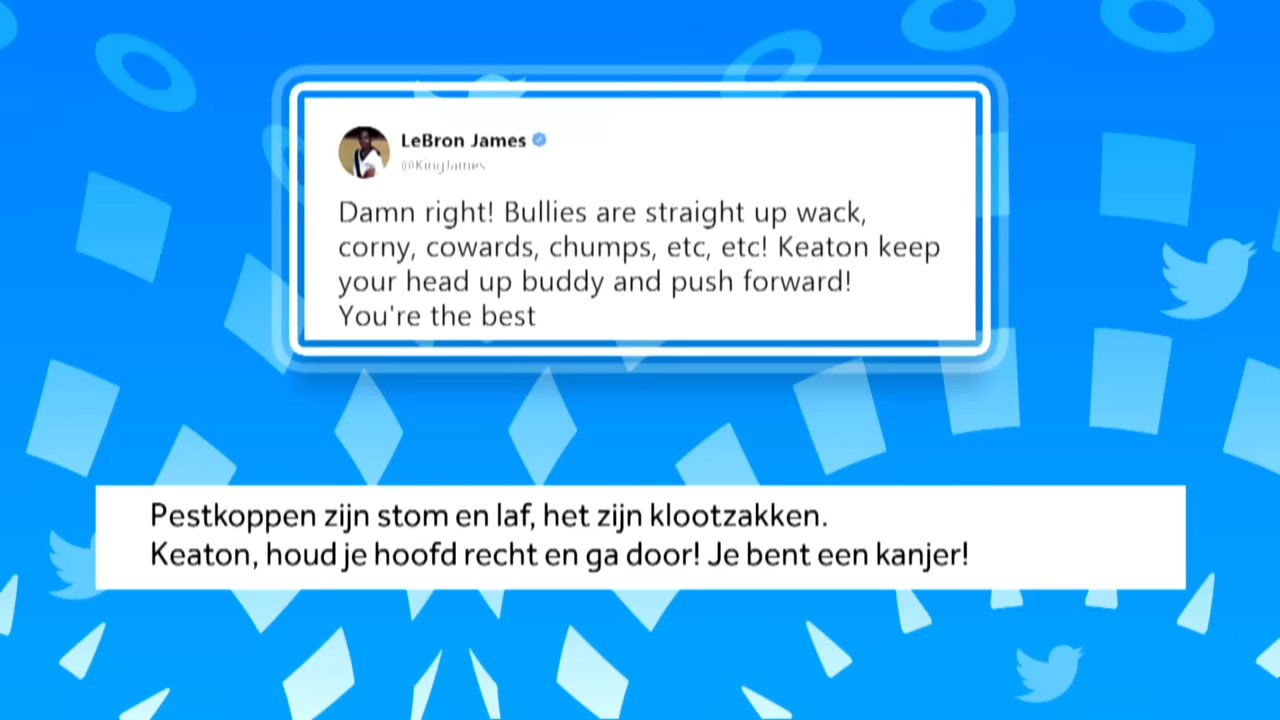 LeBron James
@KingJames
Damn right! Bullies are straight up wack,
corny, cowards, chumps, etc, etc! Keaton keep
your head up buddy and push forward!
You're the best
Pestkoppen zijn stom en laf, het zijn klootzakken.
Keaton, houd je hoofd recht en ga door! Je bent een kanjer!